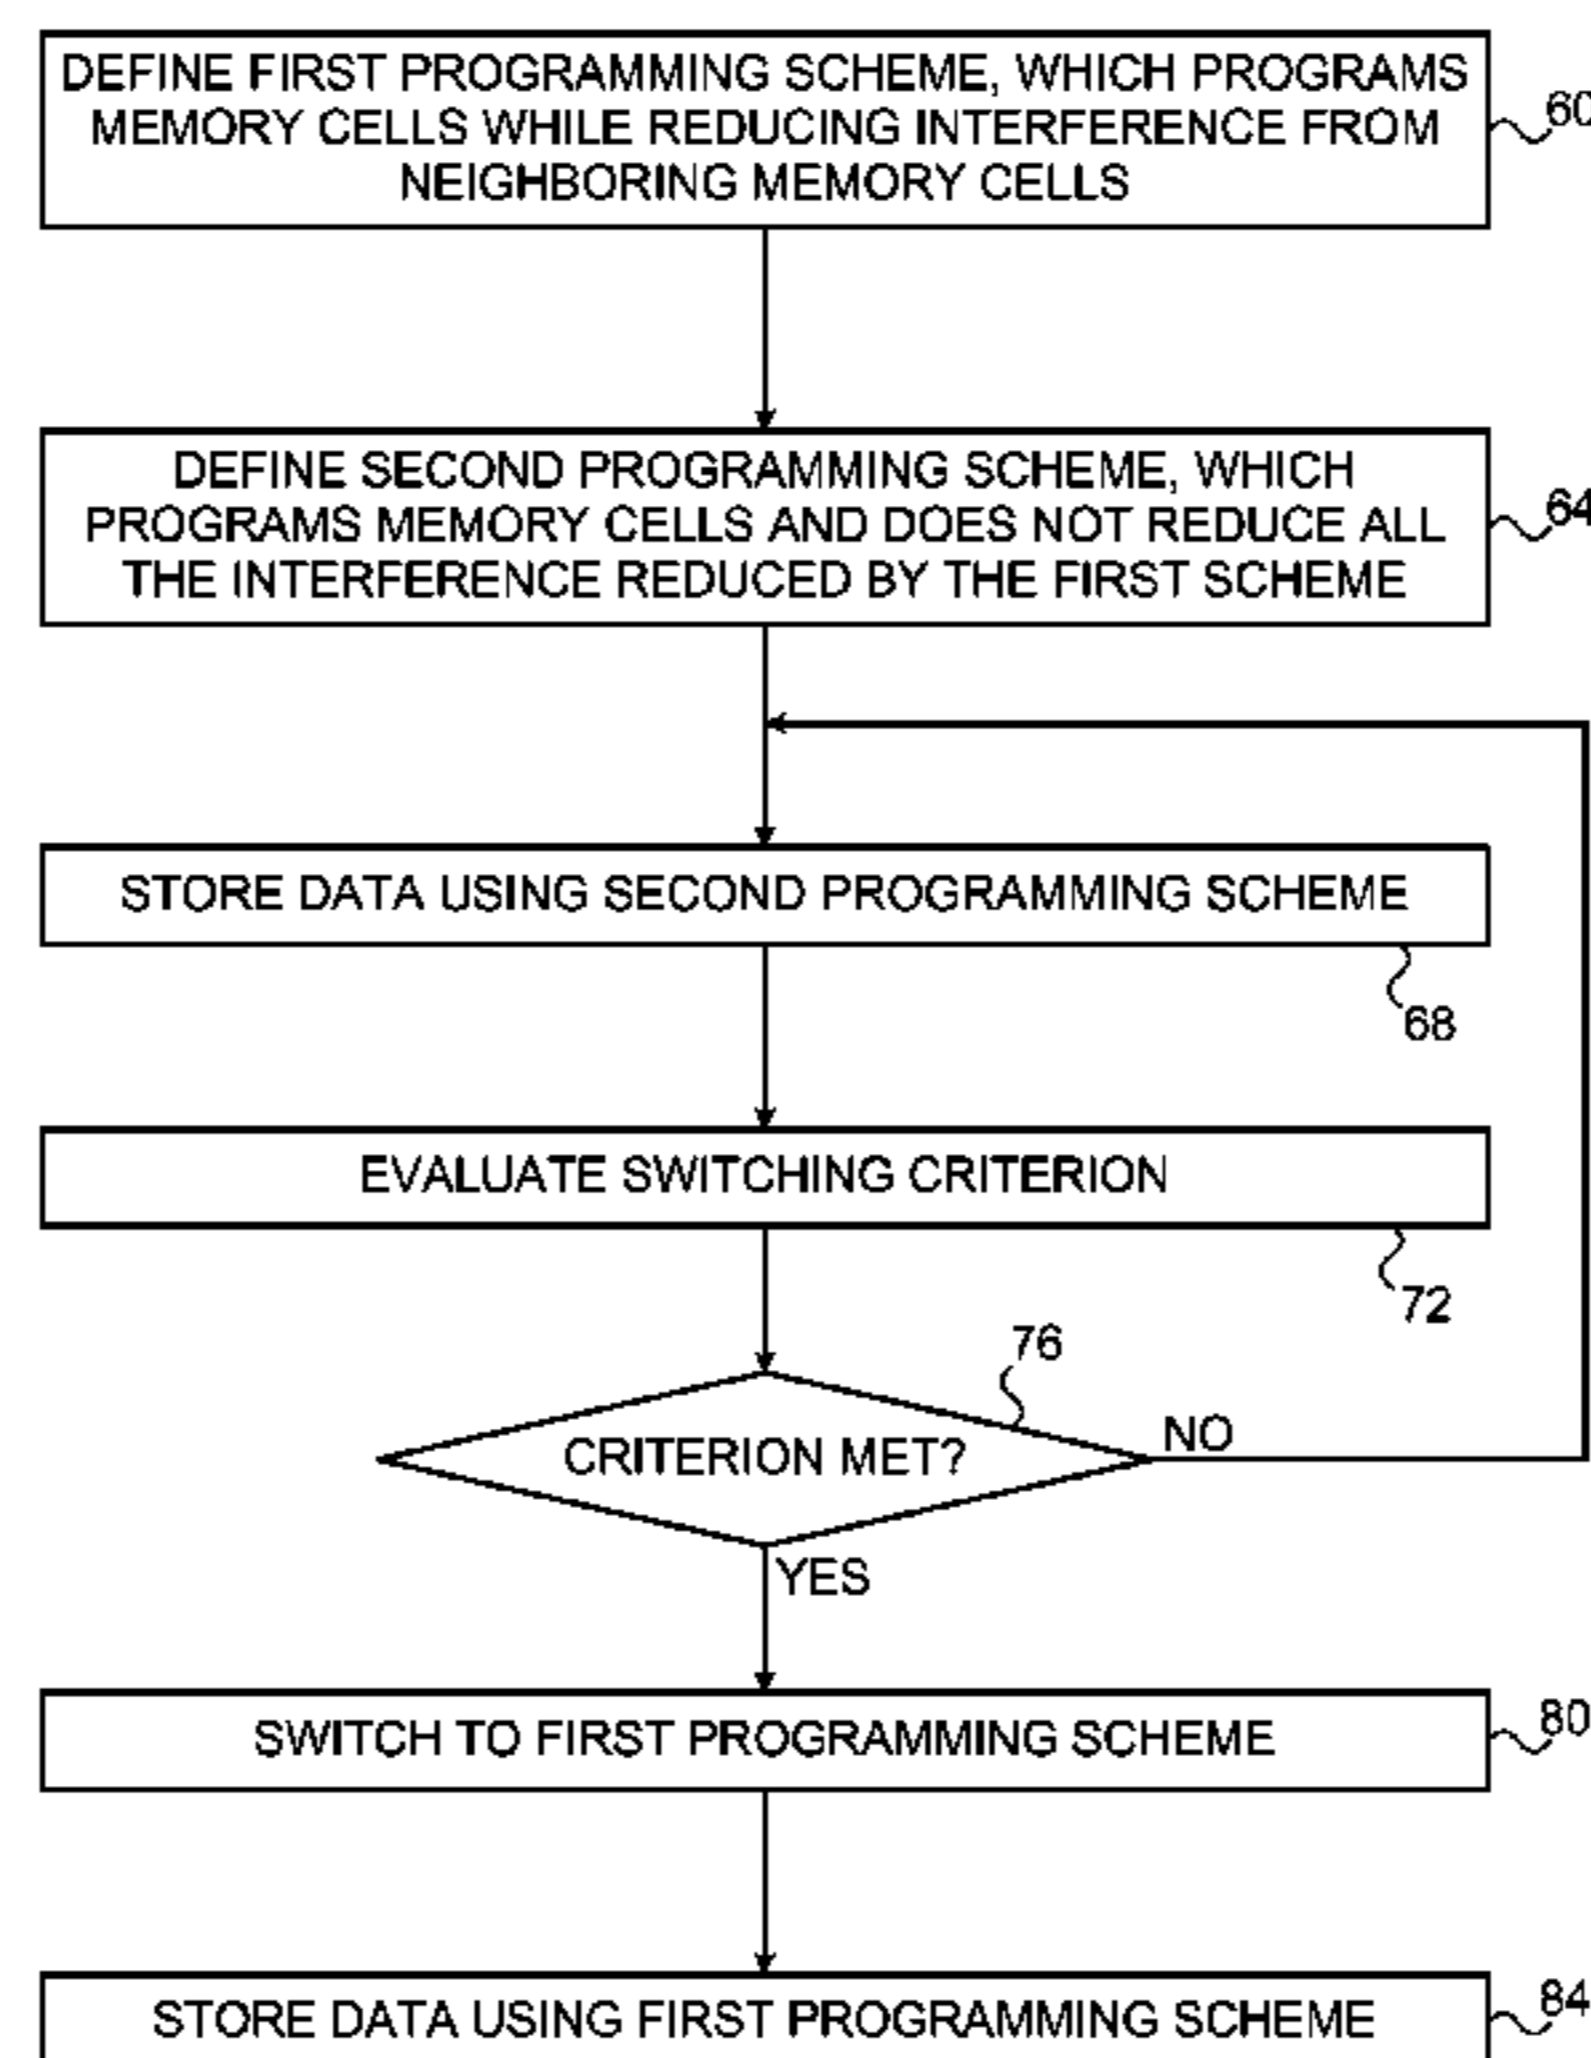 DEFINE FIRST PROGRAMMING SCHEME, WHICH PROGRAMS
MEMORY CELLS WHILE REDUCING INTERFERENCE FROM
NEIGHBORING MEMORY CELLS
60
DEFINE SECOND PROGRAMMING SCHEME, WHICH
PROGRAMS MEMORY CELLS AND DOES NOT REDUCE ALL
THE INTERFERENCE REDUCED BY THE FIRST SCHEME
64
STORE DATA USING SECOND PROGRAMMING SCHEME
68
EVALUATE SWITCHING CRITERION
72
76
CRITERION MET?
NO
YES
SWITCH TO FIRST PROGRAMMING SCHEME
80
STORE DATA USING FIRST PROGRAMMING SCHEME
84